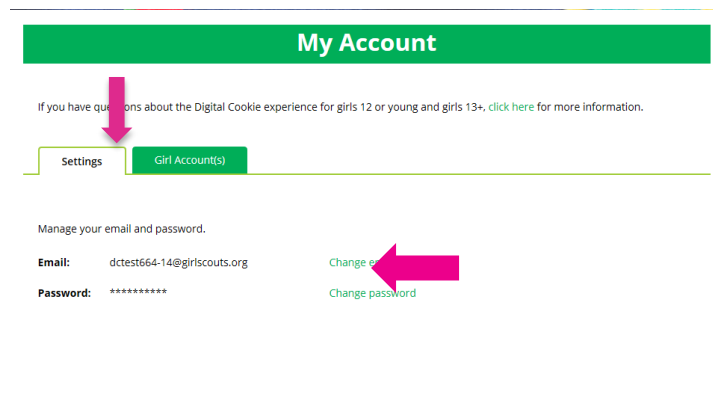 My Account
If you have questions about the Digital Cookie experience for girls 12 or young and girls 13+, click here for more information.
Settings
Girl Account(s)
Manage your email and password.
Email: dctest664-14@girlscouts.org Change
Password: ********** Change password